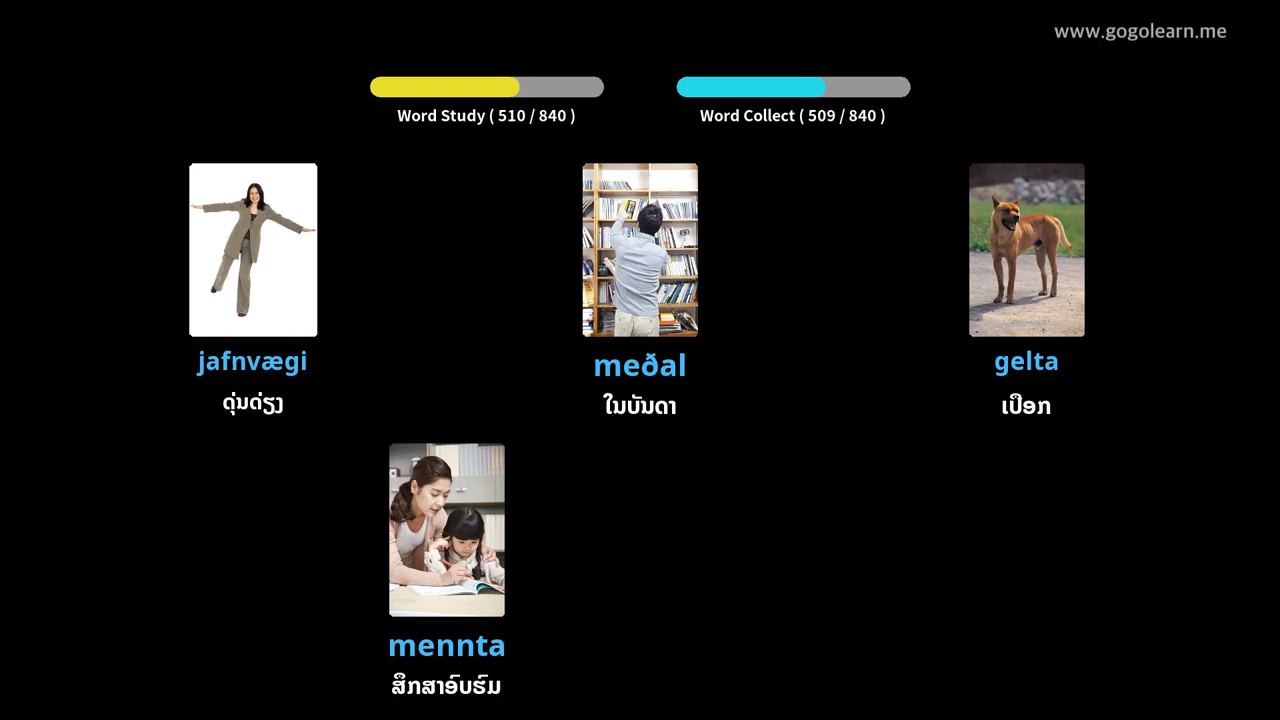 www.gogolearn.me
Word Study ( 510 / 840 )
Word Collect ( 509 / 840 )
jafnvægi
ດຸ່ນດ່ຽງ
meðal
ໃນບັນດາ
gelta
ເປືອກ
mennta
ສຶກສາອົບຮົມ